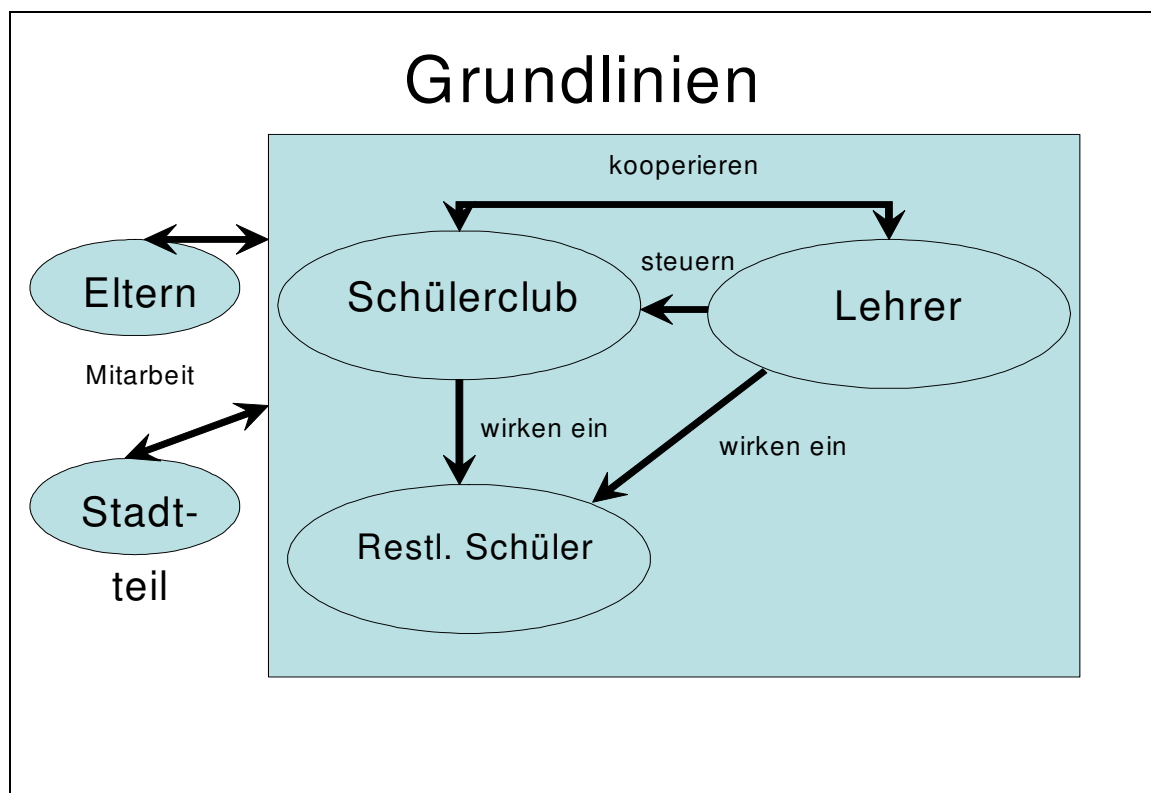 Grundlinien
kooperieren
steuern
Eltern
Schülerclub
Lehrer
Mitarbeit
wirken ein
wirken ein
Stadt-
teil
Restl. Schüler